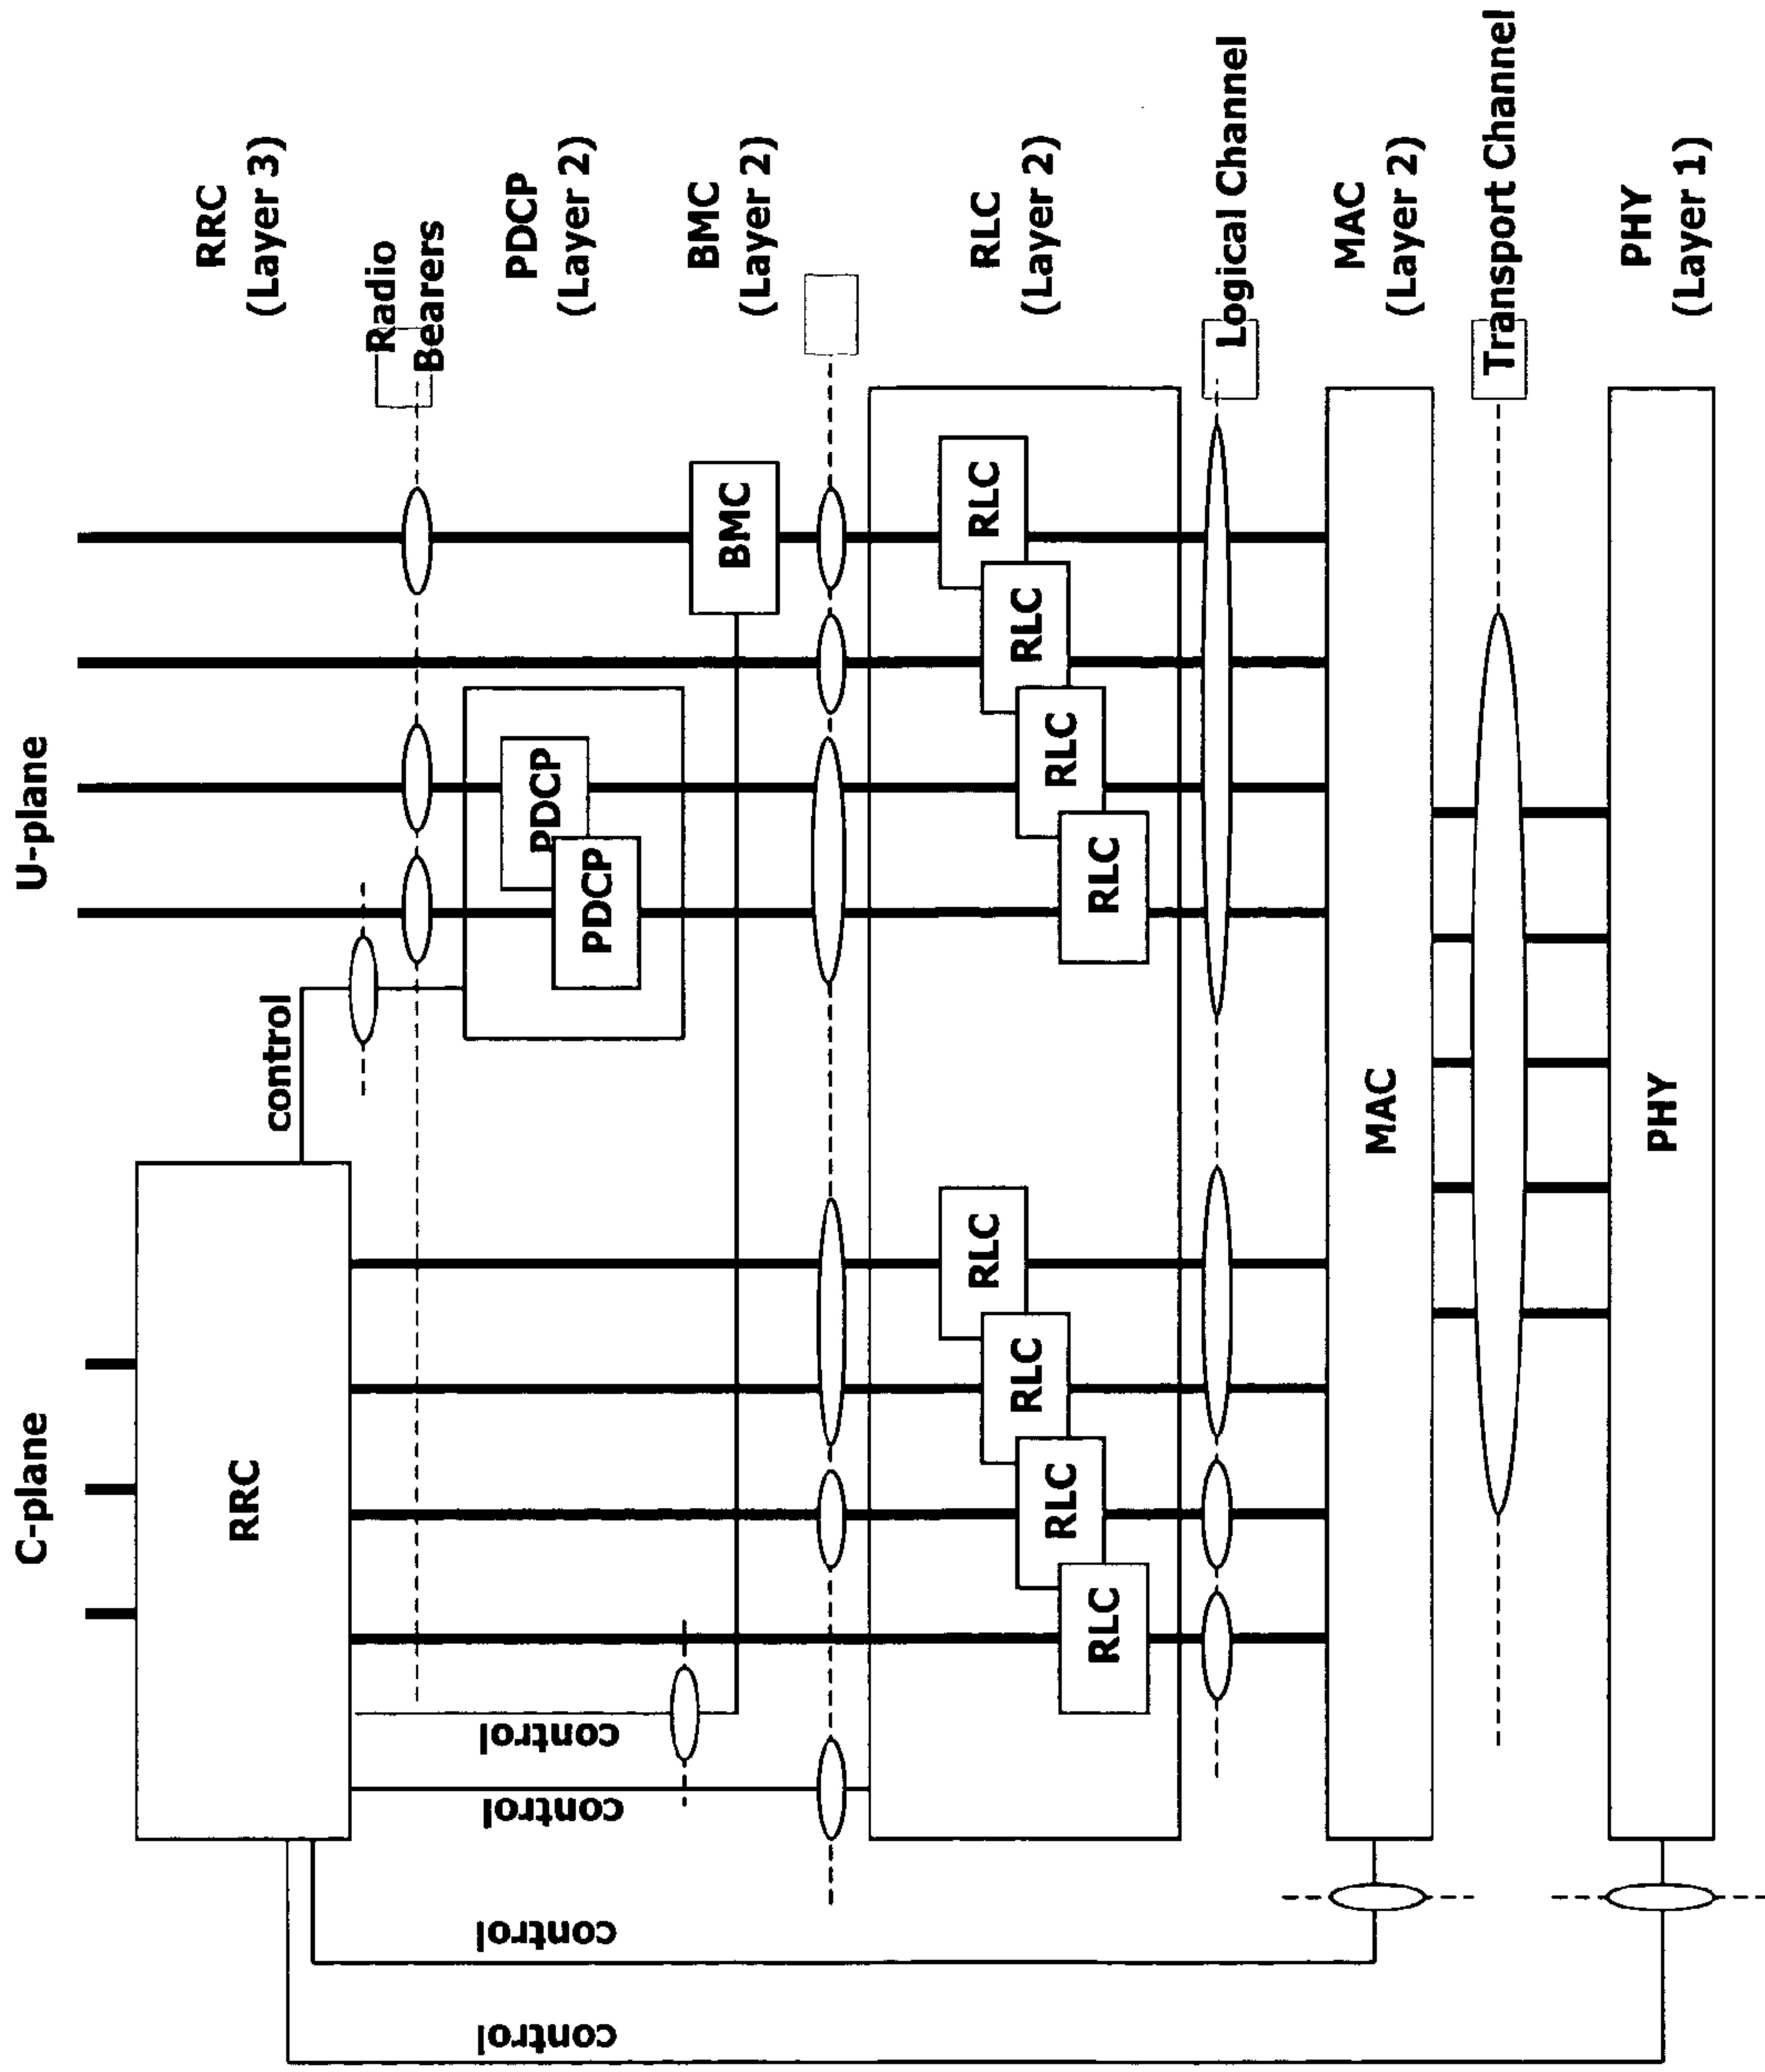 C-plane
U-plane
RRC
(Layer 3)
RRC
control
Radio
Bearers
control
control
control
control
PDCP
PDCP
PDCP
(Layer 2)
BMC
BMC
(Layer 2)
RLC
RLC
RLC
RLC
RLC
RLC
RLC
RLC
RLC
(Layer 2)
Logical Channel
MAC
MAC
(Layer 2)
Transport Channel
PHY
PHY
(Layer 1)